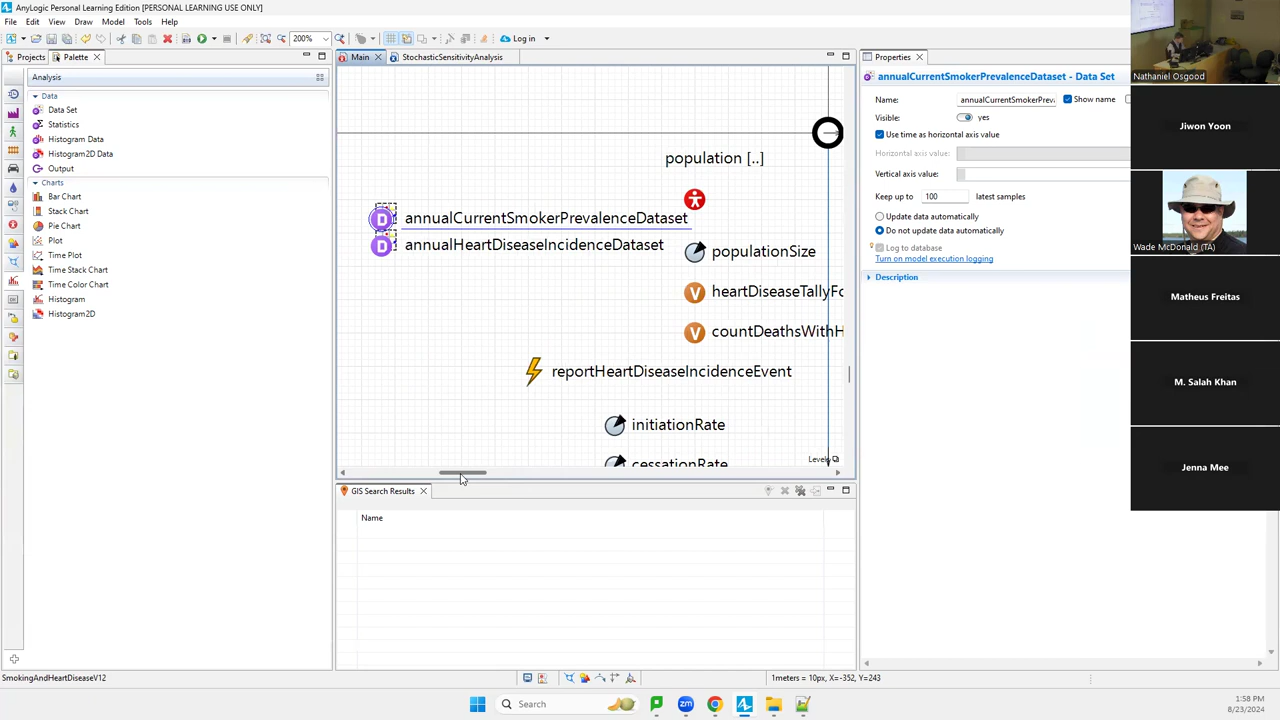 AnyLogic Personal Learning Edition [PERSONAL LEARNING USE ONLY]
File Edit View Draw Model Tools Help
200% Log in
Projects Palette
Analysis
Data
Data Set
Statistics
Histogram Data
Histogram2D Data
Output
Charts
Bar Chart
Stack Chart
Pie Chart
Plot
Time Plot
Time Stack Chart
Time Color Chart
Histogram
Histogram2D
Main StochasticSensitivityAnalysis
population [..]
D annualCurrentSmokerPrevalenceDataset
D annualHeartDiseaseIncidenceDataset
populationSize
V heartDiseaseTallyFo
V countDeathsWithH
reportHeartDiseaseIncidenceEvent
initiationRate
cessationRate
Level
GIS Search Results
Name
Properties
annualCurrentSmokerPrevalenceDataset - Data Set
Name: annualCurrentSmokerPreva Show name
Visible: yes
Use time as horizontal axis value
Horizontal axis value:
Vertical axis value:
Keep up to 100 latest samples
Update data automatically
Do not update data automatically
Log to database
Turn on model execution logging
Description
Nathaniel Osgood
Jiwon Yoon
Wade McDonald (TA)
Matheus Freitas
M. Salah Khan
Jenna Mee
SmokingAndHeartDiseaseV12
1meters = 10px, X=-352, Y=243
Search
zm
1:58 PM
8/23/2024